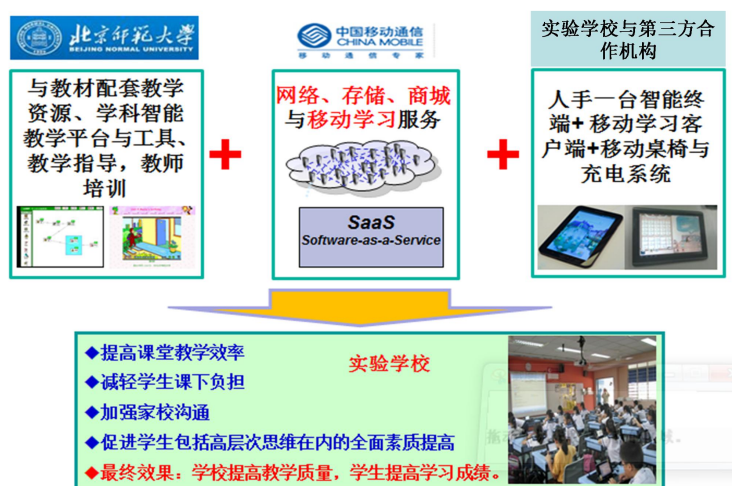 北京师范大学
BEIJING NORMAL UNIVERSITY
中国移动通信
CHINA MOBILE
移动通信专家
实验学校与第三方合
作机构
与教材配套教学
资源、学科智能
教学平台与工具、
教学指导，教师
培训
+
网络、存储、商城
与移动学习服务
SaaS
Software-as-a-Service
+
人手一台智能终
端+ 移动学习客
户端+移动桌椅与
充电系统
实验学校
◆提高课堂教学效率
◆减轻学生课下负担
◆加强家校沟通
◆促进学生包括高层次思维在内的全面素质提高
◆最终效果：学校提高教学质量，学生提高学习成绩。